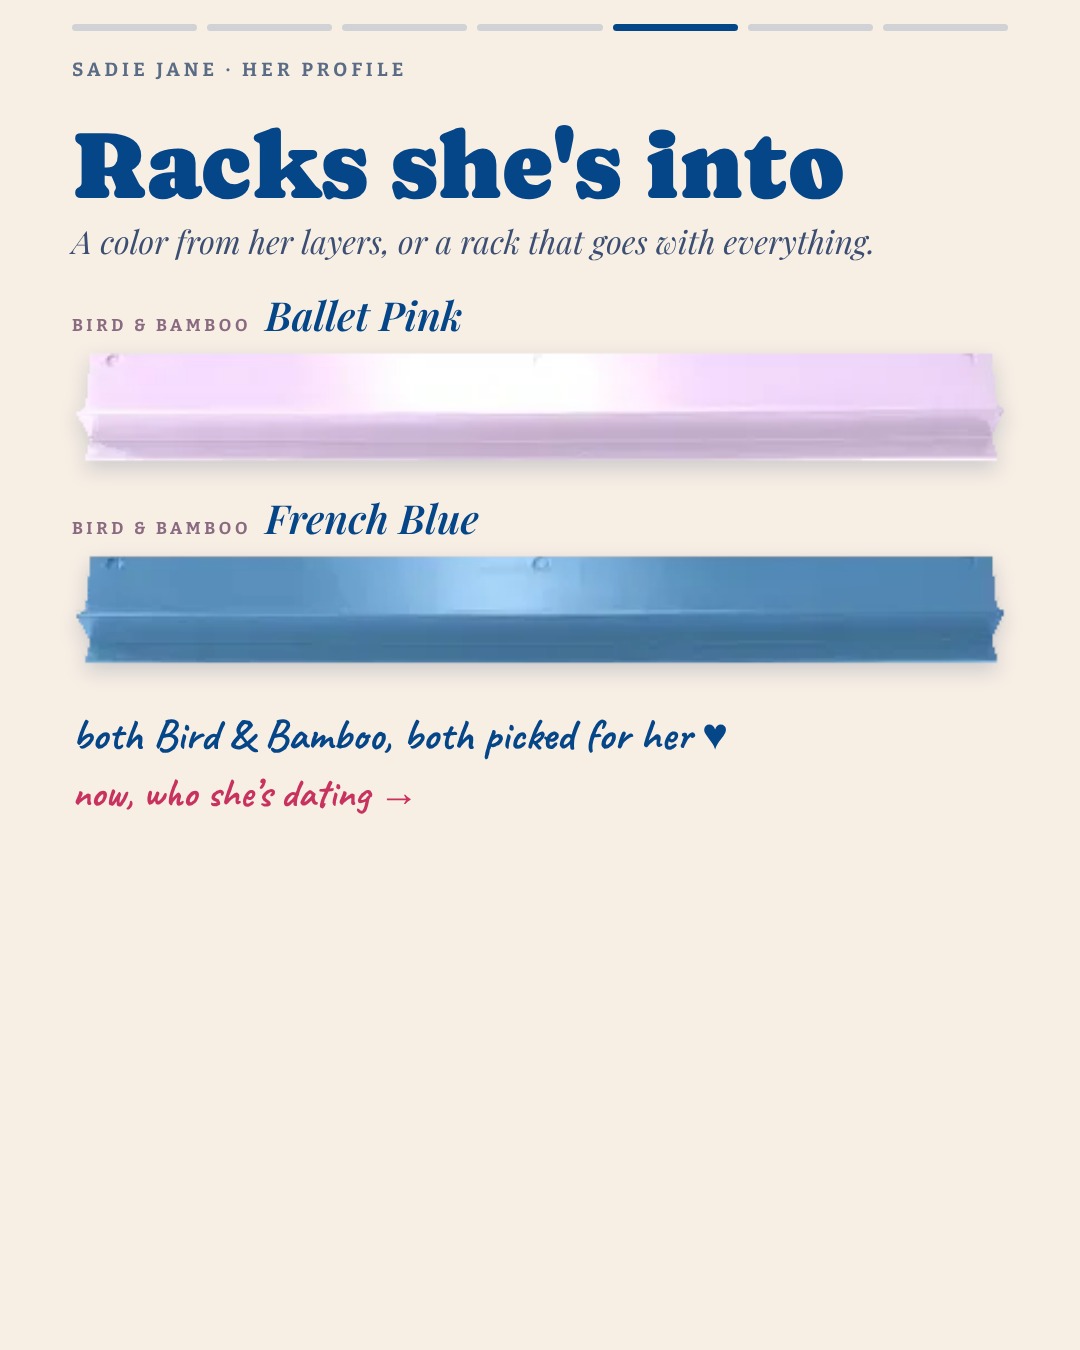 SADIE JANE · HER PROFILE
Racks she's into
A color from her layers, or a rack that goes with everything.
BIRD & BAMBOO Ballet Pink
BIRD & BAMBOO French Blue
both Bird & Bamboo, both picked for her ♥
now, who she’s dating →